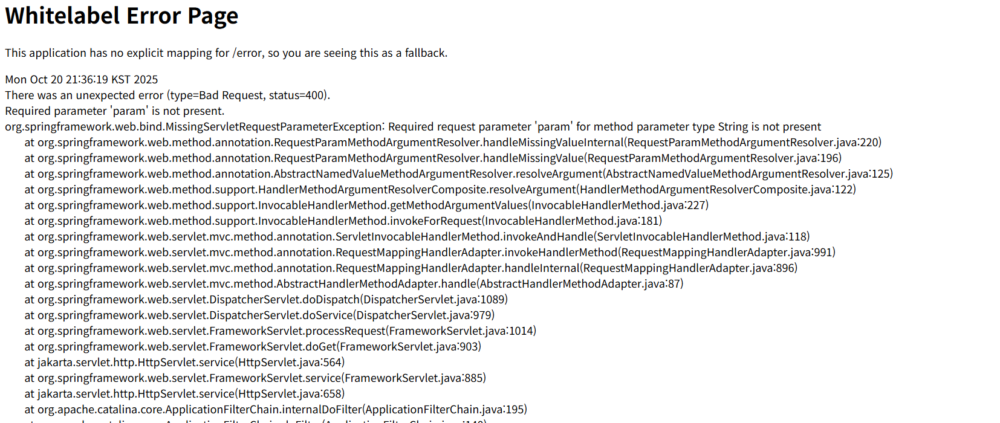 Whitelabel Error Page
This application has no explicit mapping for /error, so you are seeing this as a fallback.
Mon Oct 20 21:36:19 KST 2025
There was an unexpected error (type=Bad Request, status=400).
Required parameter 'param' is not present.
org.springframework.web.bind.MissingServletRequestParameterException: Required request parameter 'param' for method parameter type String is not present
at org.springframework.web.method.annotation.RequestParamMethodArgumentResolver.handleMissingValueInternal(RequestParamMethodArgumentResolver.java:220)
at org.springframework.web.method.annotation.RequestParamMethodArgumentResolver.handleMissingValue(RequestParamMethodArgumentResolver.java:196)
at org.springframework.web.method.annotation.AbstractNamedValueMethodArgumentResolver.resolveArgument(AbstractNamedValueMethodArgumentResolver.java:125)
at org.springframework.web.method.support.HandlerMethodArgumentResolverComposite.resolveArgument(HandlerMethodArgumentResolverComposite.java:122)
at org.springframework.web.method.support.InvocableHandlerMethod.getMethodArgumentValues(InvocableHandlerMethod.java:227)
at org.springframework.web.method.support.InvocableHandlerMethod.invokeForRequest(InvocableHandlerMethod.java:181)
at org.springframework.web.servlet.mvc.method.annotation.ServletInvocableHandlerMethod.invokeAndHandle(ServletInvocableHandlerMethod.java:118)
at org.springframework.web.servlet.mvc.method.annotation.RequestMappingHandlerAdapter.invokeHandlerMethod(RequestMappingHandlerAdapter.java:991)
at org.springframework.web.servlet.mvc.method.annotation.RequestMappingHandlerAdapter.handleInternal(RequestMappingHandlerAdapter.java:896)
at org.springframework.web.servlet.mvc.method.AbstractHandlerMethodAdapter.handle(AbstractHandlerMethodAdapter.java:87)
at org.springframework.web.servlet.DispatcherServlet.doDispatch(DispatcherServlet.java:1089)
at org.springframework.web.servlet.DispatcherServlet.doService(DispatcherServlet.java:979)
at org.springframework.web.servlet.FrameworkServlet.processRequest(FrameworkServlet.java:1014)
at org.springframework.web.servlet.FrameworkServlet.doGet(FrameworkServlet.java:903)
at jakarta.servlet.http.HttpServlet.service(HttpServlet.java:564)
at org.springframework.web.servlet.FrameworkServlet.service(FrameworkServlet.java:885)
at jakarta.servlet.http.HttpServlet.service(HttpServlet.java:658)
at org.apache.catalina.core.ApplicationFilterChain.internalDoFilter(ApplicationFilterChain.java:195)